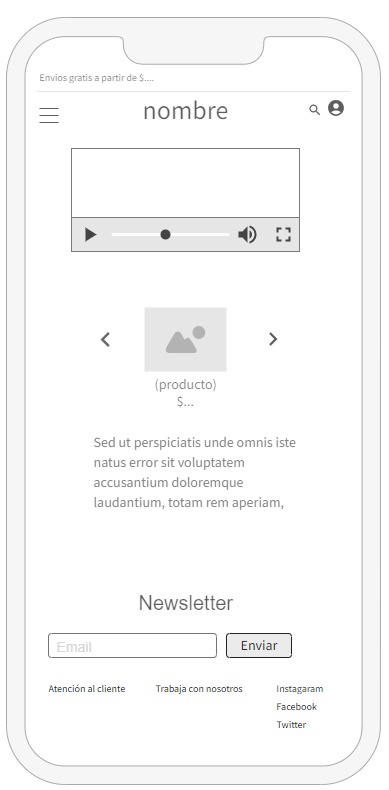 Envios gratis a partir de $....
nombre
(producto)
$...
Sed ut perspiciatis unde omnis iste
natus error sit voluptatem
accusantium doloremque
laudantium, totam rem aperiam,
Newsletter
Email
Enviar
Atención al cliente
Trabaja con nosotros
Instagaram
Facebook
Twitter